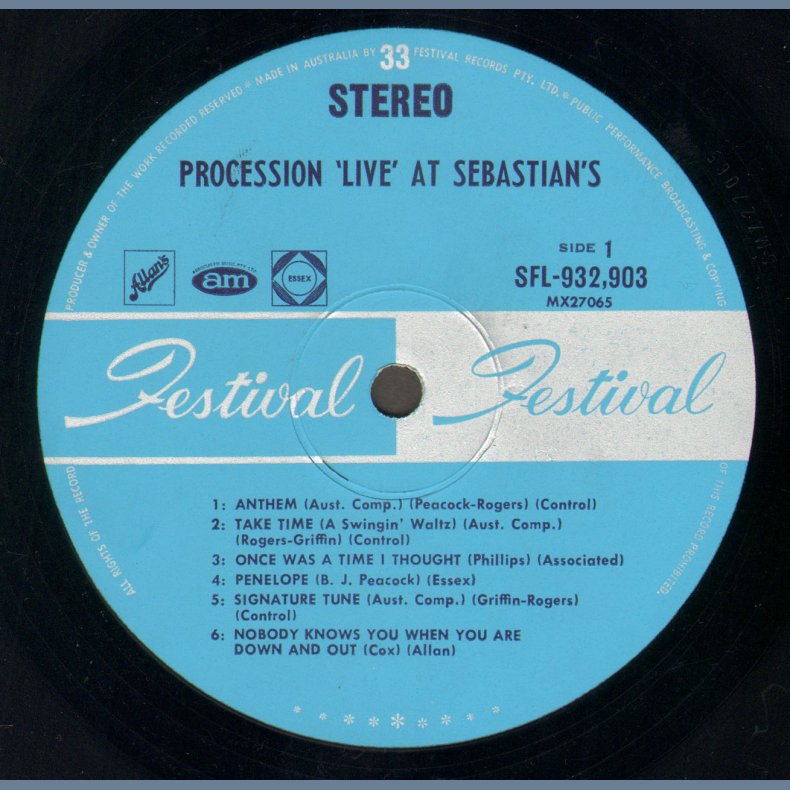 PRODUCER & OWNER OF THE WORK RECORDED RESERVED * MADE IN AUSTRALIA BY 33 FESTIVAL RECORDS PTY. LTD. * PUBLIC PERFORMANCE BROADCASTING & COPYING
STEREO
PROCESSION 'LIVE' AT SEBASTIAN'S
SIDE 1
Allan's
ASSOCIATED MUSIC PTY. LTD.
am
ESSEX
SFL-932,903
MX27065
Festival Festival
1: ANTHEM (Aust. Comp.) (Peacock-Rogers) (Control)
2: TAKE TIME (A Swingin' Waltz) (Aust. Comp.)
(Rogers-Griffin) (Control)
3: ONCE WAS A TIME I THOUGHT (Phillips) (Associated)
4: PENELOPE (B. J. Peacock) (Essex)
5: SIGNATURE TUNE (Aust. Comp.) (Griffin-Rogers)
(Control)
6: NOBODY KNOWS YOU WHEN YOU ARE
DOWN AND OUT (Cox) (Allan)
ALL RIGHTS OF THE RECORD
OF THIS RECORD PROHIBITED.